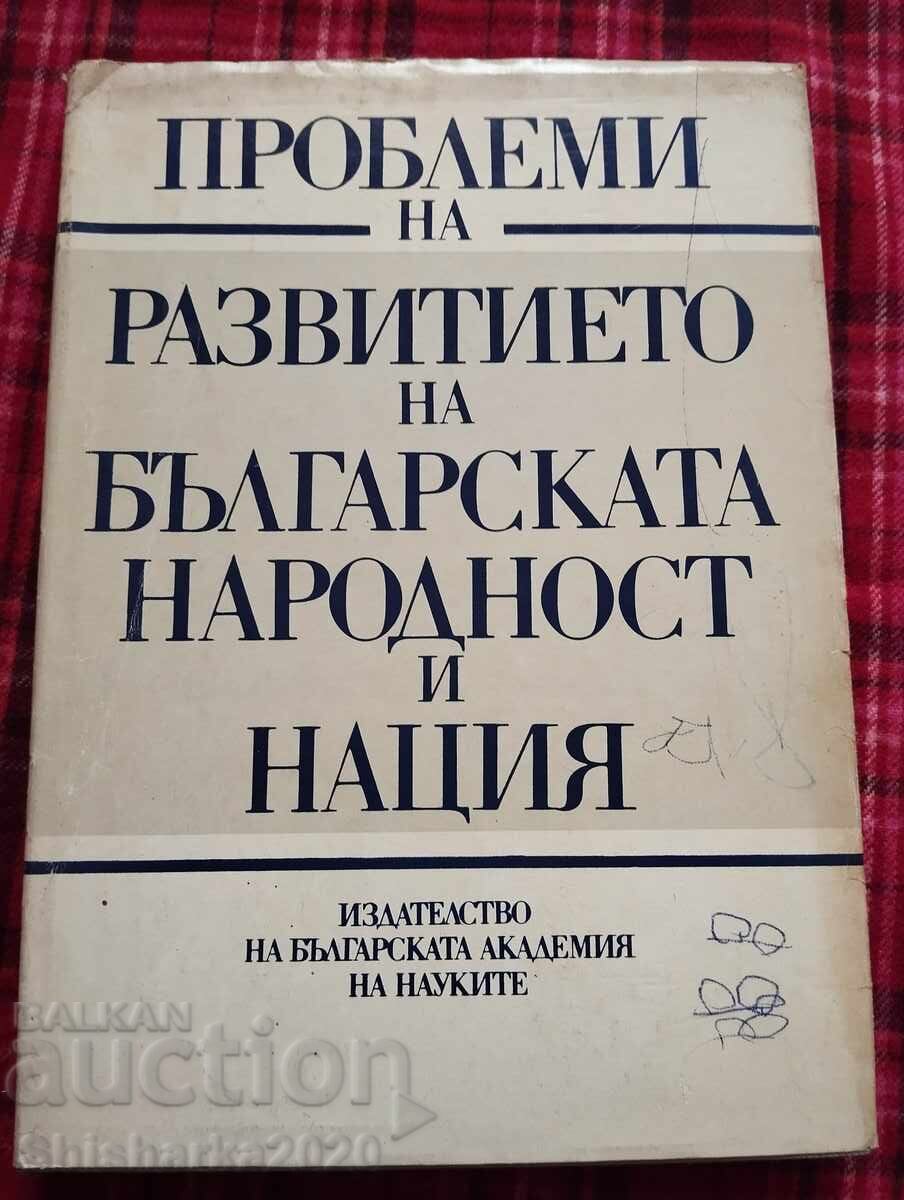 ПРОБЛЕМИ
НА
РАЗВИТИЕТО
НА
БЪЛГАРСКАТА
НАРОДНОСТ
И
НАЦИЯ
ИЗДАТЕЛСТВО
НА БЪЛГАРСКАТА АКАДЕМИЯ
НА НАУКИТЕ
BALKAN
auction
Shisharka2020